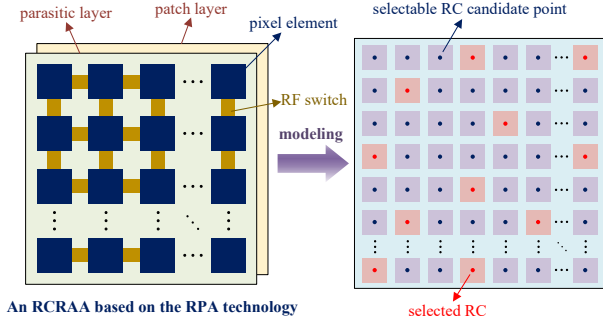 parasitic layer
patch layer
pixel element
selectable RC candidate point
RF switch
modeling
An RCRAA based on the RPA technology
selected RC